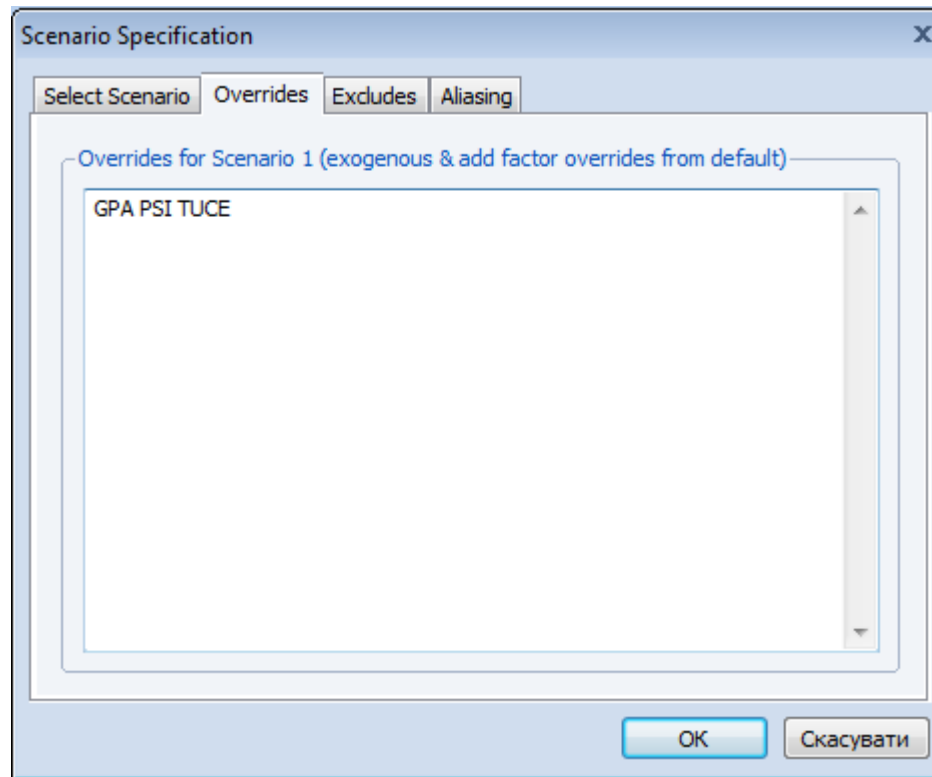 Scenario Specification
Select Scenario Overrides Excludes Aliasing
Overrides for Scenario 1 (exogenous & add factor overrides from default)
GPA PSI TUCE
OK Скасувати